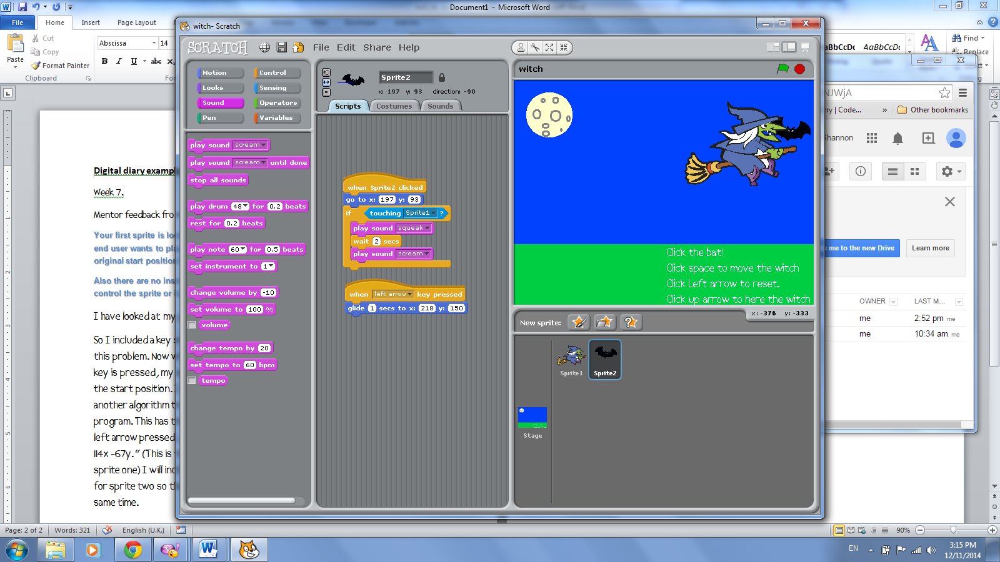 Document1 - Microsoft Word
File
Home
Insert
Page Layout
Cut
Copy
Paste
Format Painter
Clipboard
Abscissa
14
B I U abc
AaBbCcDc
Find
Replace
witch- Scratch
SCRATCH
File Edit Share Help
Motion
Control
Looks
Sensing
Sound
Operators
Pen
Variables
play sound scream
play sound scream until done
stop all sounds
play drum 48 for 0.2 beats
rest for 0.2 beats
play note 60 for 0.5 beats
set instrument to 1
change volume by -10
set volume to 100 %
volume
change tempo by 20
set tempo to 60 bpm
tempo
Sprite2
x: 197 y: 93 direction: -90
Scripts
Costumes
Sounds
when Sprite2 clicked
go to x: 197 y: 93
if touching Sprite1 ?
play sound squeak
wait 2 secs
play sound scream
when left arrow key pressed
glide 1 secs to x: 218 y: 150
witch
Click the bat!
Click space to move the witch
Click Left arrow to reset.
Click up arrow to here the witch
x: -376 y: -333
New sprite:
Sprite1
Sprite2
Stage
Digital diary examp
Week 7.
Mentor feedback fro
Your first sprite is lo
end user wants to pla
original start position
Also there are no ins
control the sprite or
I have looked at my
So I included a key s
this problem. Now w
key is pressed, my
the start position.
another algorithm t
program. This has t
left arrow pressed
114x -67y." (This is
sprite one) I will inc
for sprite two so t
same time.
NJWjA
rry | Code...
»
Other bookmarks
Shannon
e me to the new Drive
Learn more
OWNER
LAST M...
me
2:52 pm me
me
10:34 am me
Page: 2 of 2
Words: 321
English (U.K.)
90%
EN
3:15 PM
12/11/2014